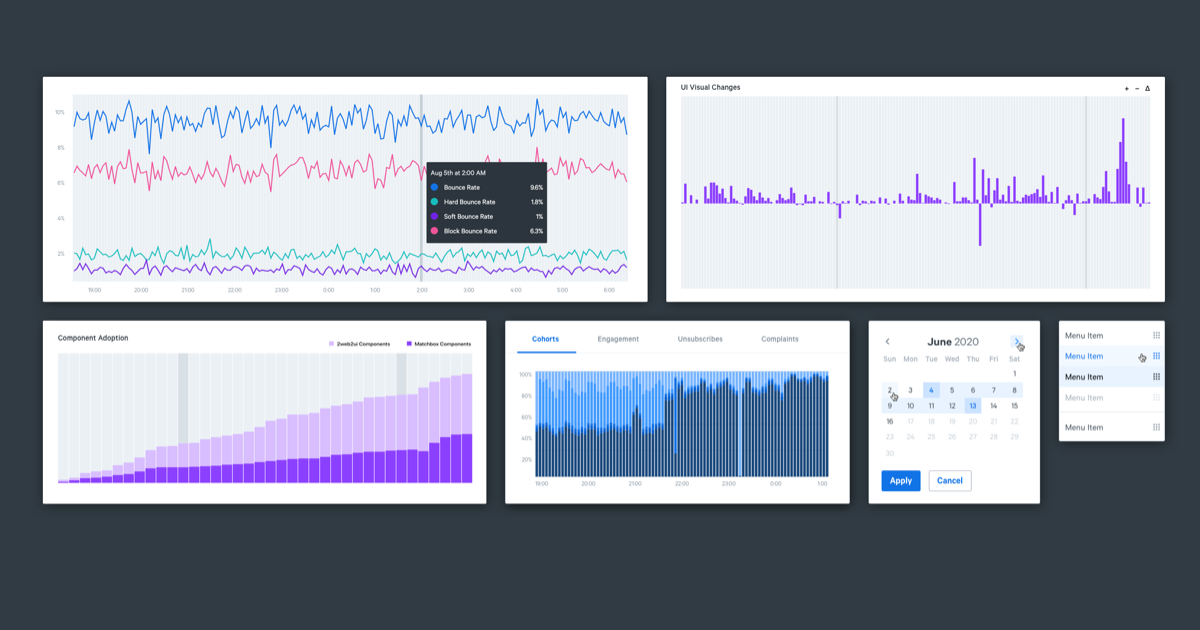 10%
8%
6%
4%
2%
19:00 20:00 21:00 22:00 23:00 0:00 1:00 2:00 3:00 4:00 5:00 6:00
Aug 5th at 2:00 AM
Bounce Rate 9.6%
Hard Bounce Rate 1.8%
Soft Bounce Rate 1%
Block Bounce Rate 6.3%
UI Visual Changes
+ − Δ
Component Adoption
2web2ui Components Matchbox Components
Cohorts Engagement Unsubscribes Complaints
100%
80%
60%
40%
20%
19:00 20:00 21:00 22:00 23:00 0:00 1:00
June 2020
Sun Mon Tue Wed Thu Fri Sat
1
2 3 4 5 6 7 8
9 10 11 12 13 14 15
16 17 18 19 20 21 22
23 24 25 26 27 28 29
30
Apply Cancel
Menu Item
Menu Item
Menu Item
Menu Item
Menu Item